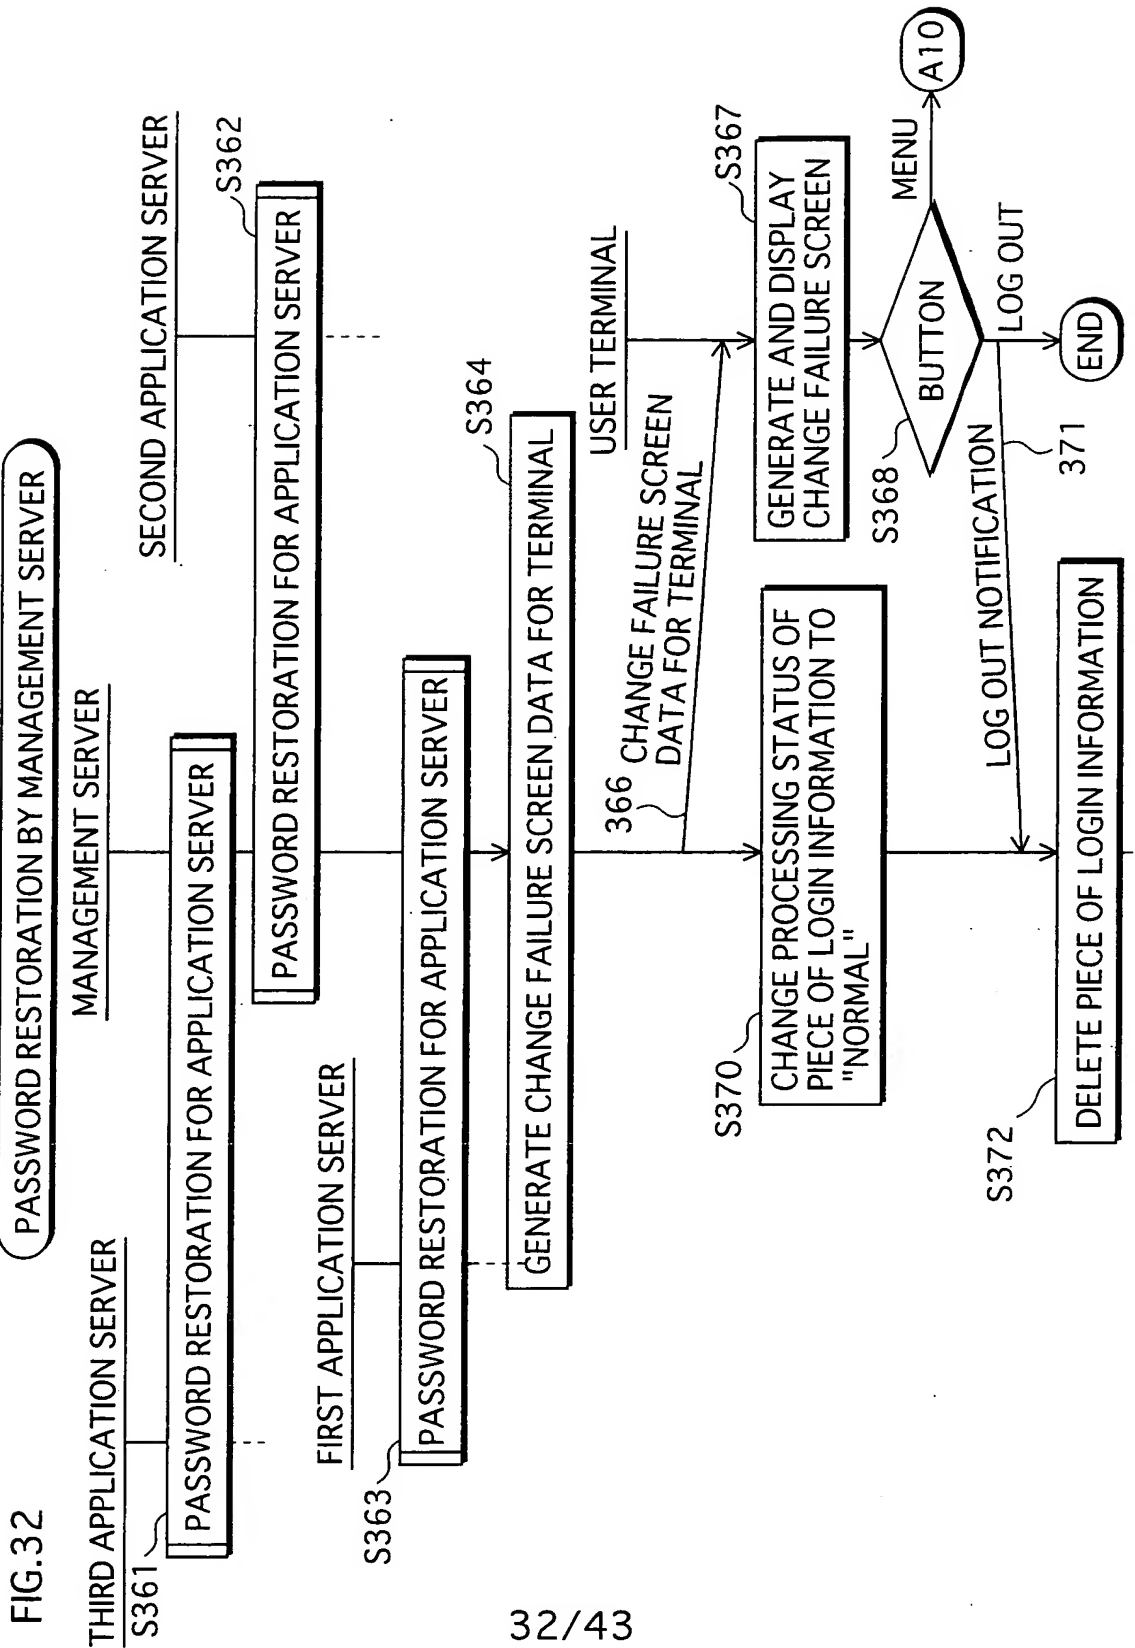 FIG.32
PASSWORD RESTORATION BY MANAGEMENT SERVER
THIRD APPLICATION SERVER
MANAGEMENT SERVER
SECOND APPLICATION SERVER
S361
PASSWORD RESTORATION FOR APPLICATION SERVER
S362
PASSWORD RESTORATION FOR APPLICATION SERVER
FIRST APPLICATION SERVER
S363
PASSWORD RESTORATION FOR APPLICATION SERVER
S364
GENERATE CHANGE FAILURE SCREEN DATA FOR TERMINAL
USER TERMINAL
366 CHANGE FAILURE SCREEN
DATA FOR TERMINAL
S367
GENERATE AND DISPLAY
CHANGE FAILURE SCREEN
S370
CHANGE PROCESSING STATUS OF
PIECE OF LOGIN INFORMATION TO
"NORMAL"
S368
BUTTON
MENU
A10
LOG OUT
LOG OUT NOTIFICATION
371
END
S372
DELETE PIECE OF LOGIN INFORMATION
32/43